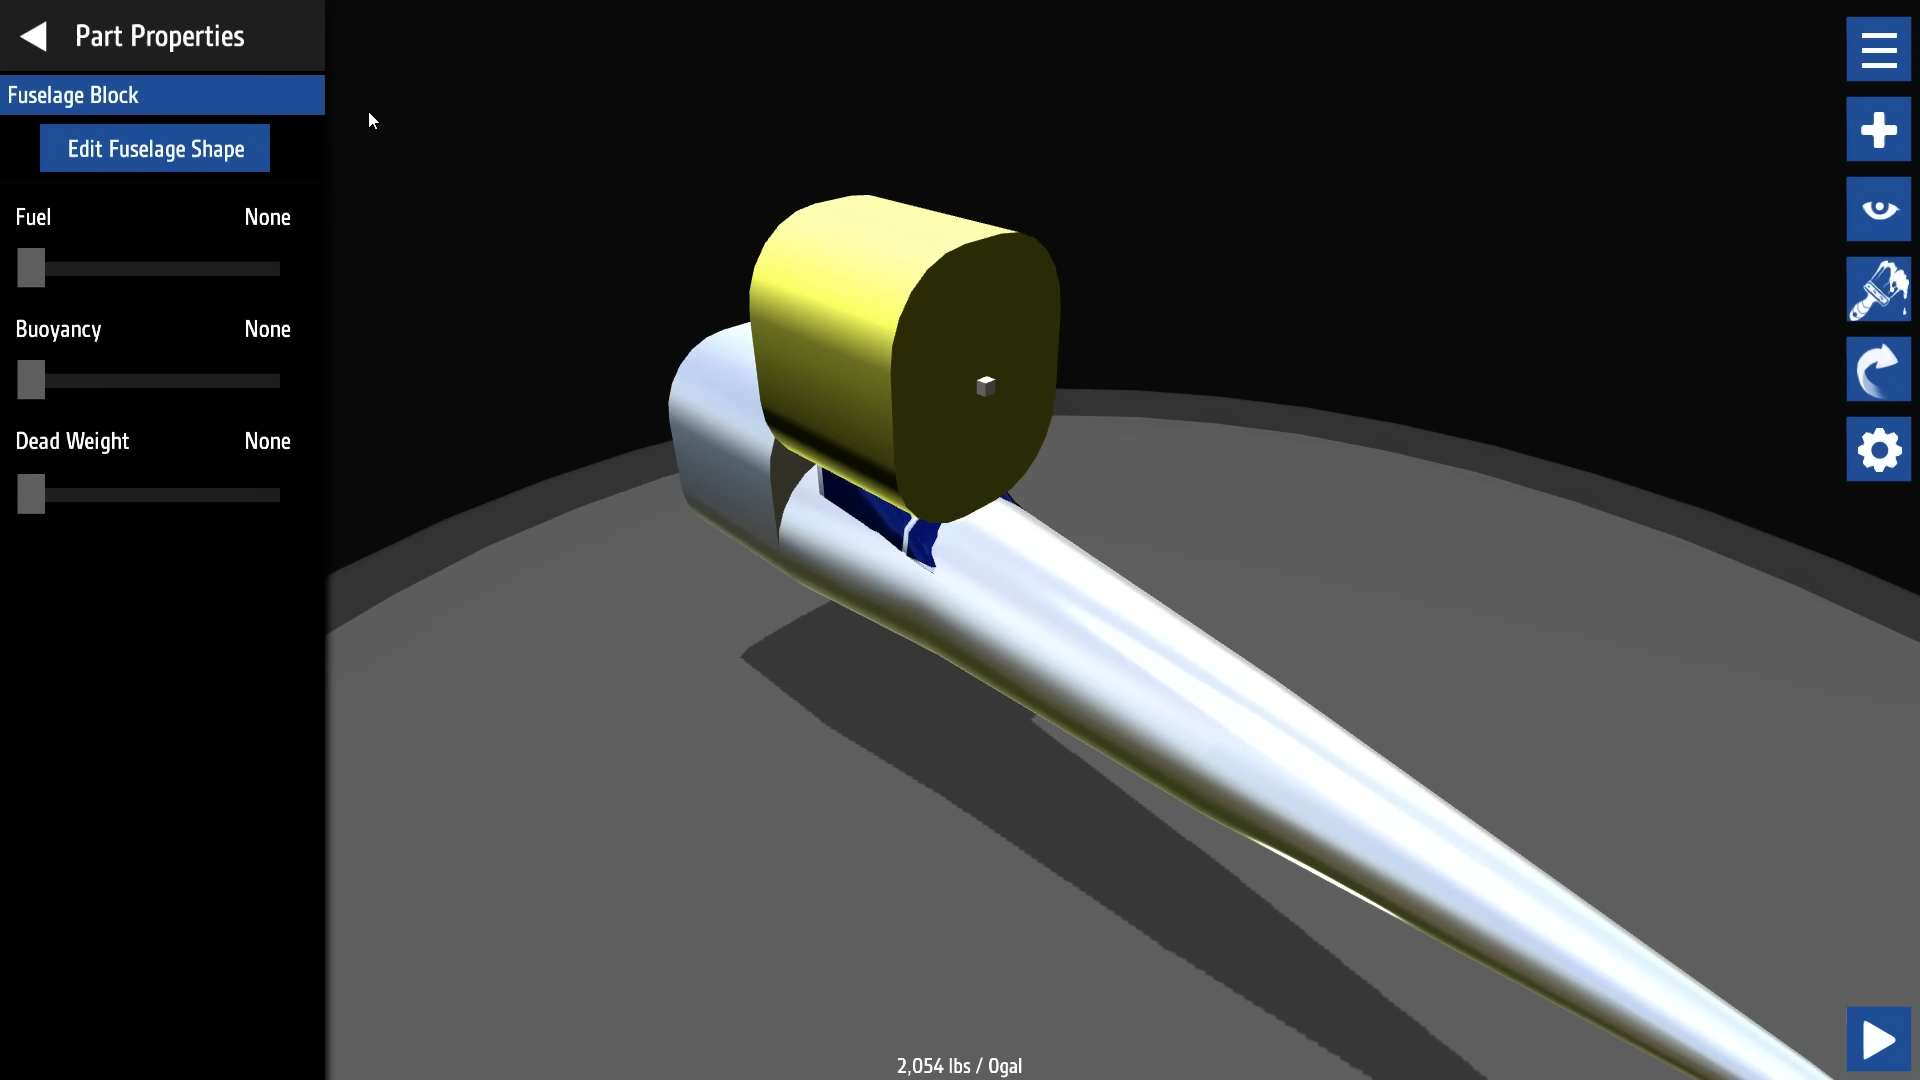 Part Properties
Fuselage Block
Edit Fuselage Shape
Fuel None
Buoyancy None
Dead Weight None
2,054 lbs / 0gal